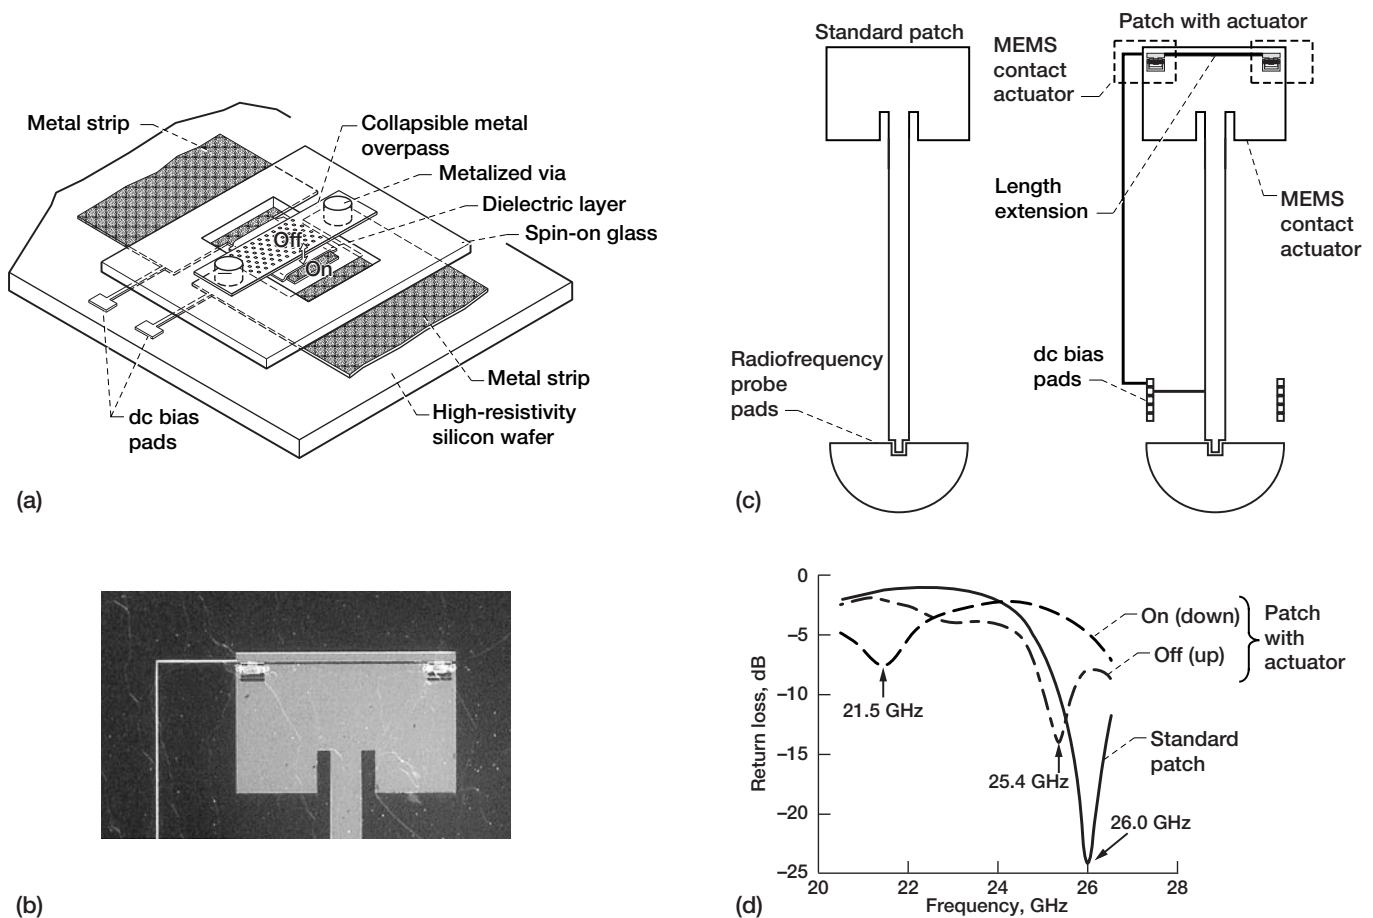 Metal strip
Collapsible metal
overpass
Metalized via
Dielectric layer
Spin-on glass
Off
On
Metal strip
High-resistivity
silicon wafer
dc bias
pads
(a)
(b)
Standard patch
Patch with actuator
MEMS
contact
actuator
Length
extension
MEMS
contact
actuator
Radiofrequency
probe
pads
dc bias
pads
(c)
0
–5
–10
–15
–20
–25
Return loss, dB
20
22
24
26
28
Frequency, GHz
21.5 GHz
25.4 GHz
26.0 GHz
On (down)
Off (up)
Patch
with
actuator
Standard
patch
(d)